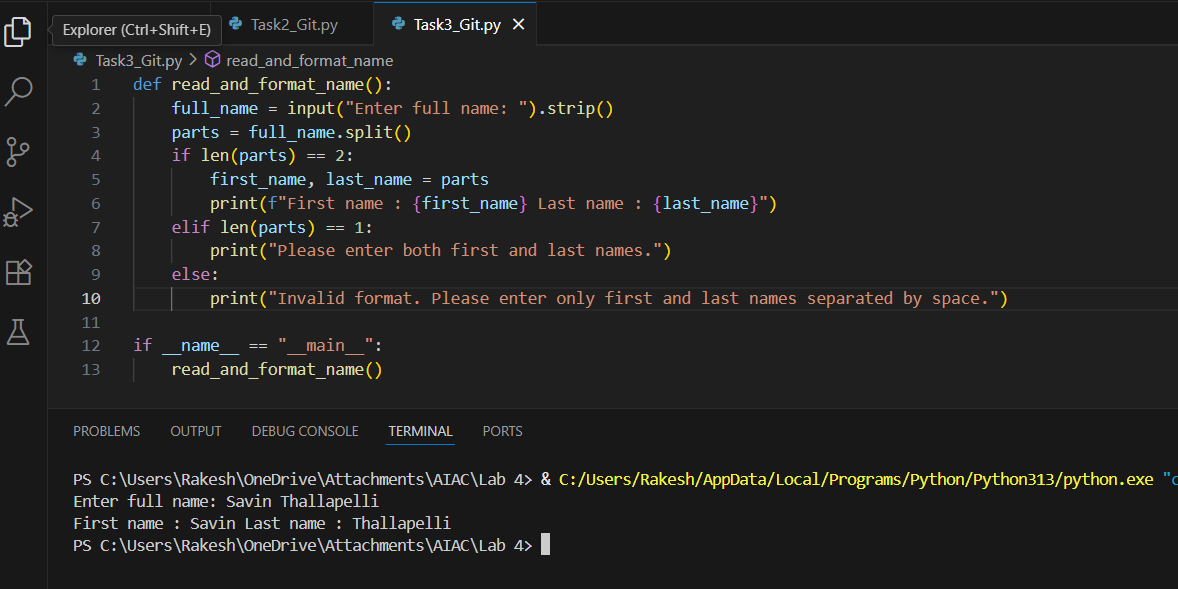 Explorer (Ctrl+Shift+E)
Task2_Git.py
Task3_Git.py
Task3_Git.py > read_and_format_name
1 def read_and_format_name():
2     full_name = input("Enter full name: ").strip()
3     parts = full_name.split()
4     if len(parts) == 2:
5         first_name, last_name = parts
6         print(f"First name : {first_name} Last name : {last_name}")
7     elif len(parts) == 1:
8         print("Please enter both first and last names.")
9     else:
10         print("Invalid format. Please enter only first and last names separated by space.")
11
12 if __name__ == "__main__":
13     read_and_format_name()
PROBLEMS OUTPUT DEBUG CONSOLE TERMINAL PORTS
PS C:\Users\Rakesh\OneDrive\Attachments\AIAC\Lab 4> & C:/Users/Rakesh/AppData/Local/Programs/Python/Python313/python.exe "c
Enter full name: Savin Thallapelli
First name : Savin Last name : Thallapelli
PS C:\Users\Rakesh\OneDrive\Attachments\AIAC\Lab 4>